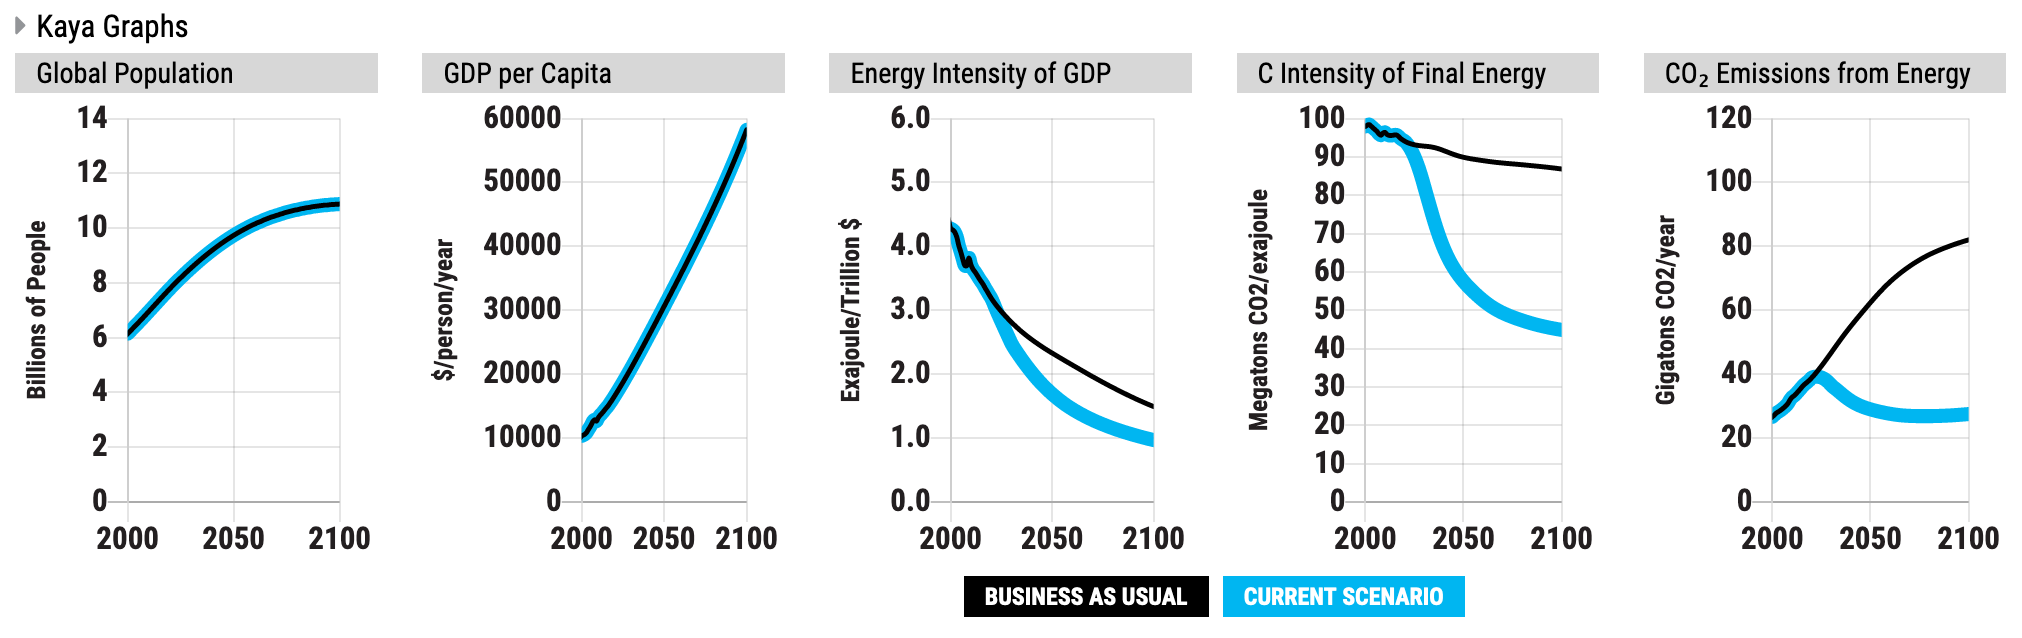 Kaya Graphs
Global Population
Billions of People
14
12
10
8
6
4
2
0
2000 2050 2100
GDP per Capita
$/person/year
60000
50000
40000
30000
20000
10000
0
2000 2050 2100
Energy Intensity of GDP
Exajoule/Trillion $
6.0
5.0
4.0
3.0
2.0
1.0
0.0
2000 2050 2100
C Intensity of Final Energy
Megatons CO2/exajoule
100
90
80
70
60
50
40
30
20
10
0
2000 2050 2100
CO₂ Emissions from Energy
Gigatons CO2/year
120
100
80
60
40
20
0
2000 2050 2100
BUSINESS AS USUAL
CURRENT SCENARIO